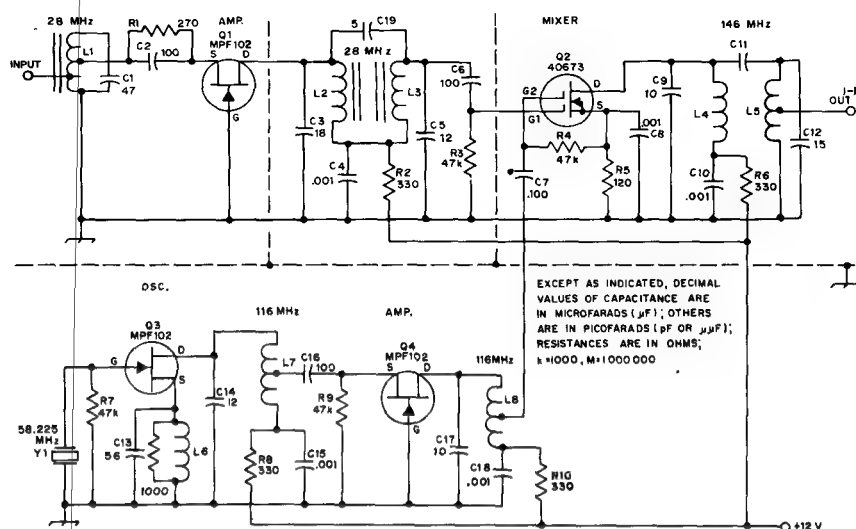 28 MHz
L1
INPUT
R1
270
C2
100
C1
47
AMP.
Q1
MPF102
S
D
G
5
C19
28 MHz
L2
L3
C3
18
C4
.001
R2
330
C5
12
C6
100
R3
47k
MIXER
Q2
40673
G2
G1
D
S
R4
47k
.001
C8
R5
120
C7
.100
146 MHz
C9
10
C11
L4
L5
C10
.001
R6
330
OUT
C12
15
EXCEPT AS INDICATED, DECIMAL
VALUES OF CAPACITANCE ARE
IN MICROFARADS (µF); OTHERS
ARE IN PICOFARADS (pF OR µµF);
RESISTANCES ARE IN OHMS;
k=1000, M=1000 000
OSC.
Q3
MPF102
G
D
S
R7
47k
58.225
MHz
Y1
C13
56
L6
1000
116 MHz
C14
12
L7
C16
100
R8
330
C15
.001
R9
47k
AMP.
Q4
MPF102
S
D
G
C17
10
116MHz
L8
C18
.001
R10
330
+12 V